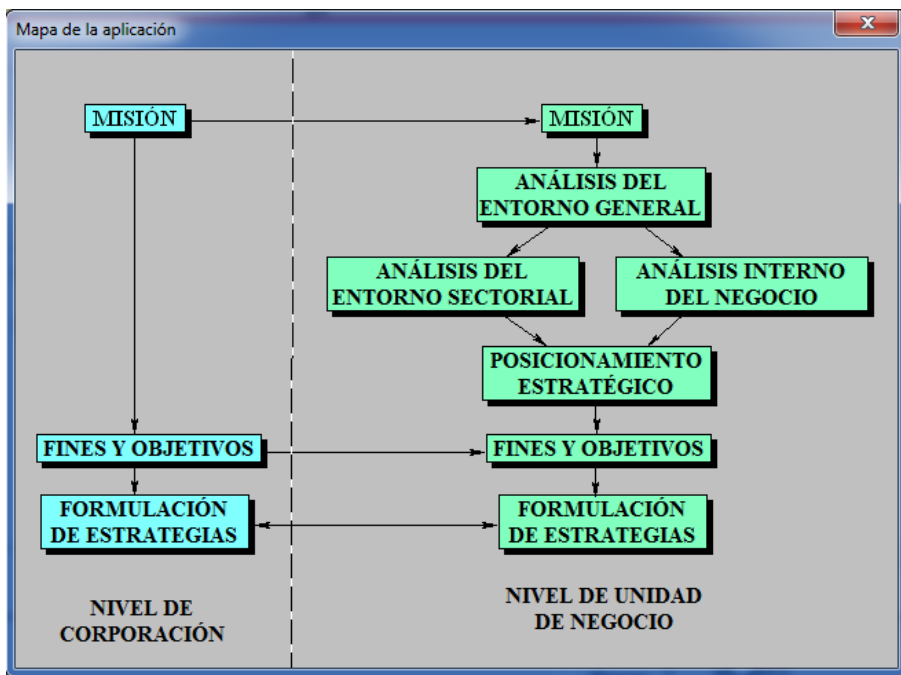 Mapa de la aplicación
MISIÓN
MISIÓN
ANÁLISIS DEL
ENTORNO GENERAL
ANÁLISIS DEL
ENTORNO SECTORIAL
ANÁLISIS INTERNO
DEL NEGOCIO
POSICIONAMIENTO
ESTRATÉGICO
FINES Y OBJETIVOS
FINES Y OBJETIVOS
FORMULACIÓN
DE ESTRATEGIAS
FORMULACIÓN
DE ESTRATEGIAS
NIVEL DE
CORPORACIÓN
NIVEL DE UNIDAD
DE NEGOCIO